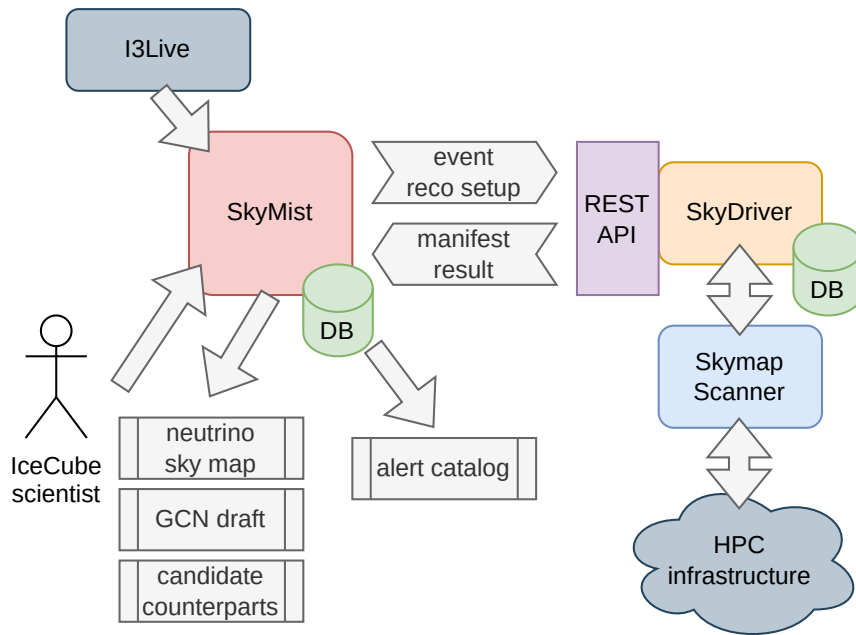 I3Live
SkyMist
event
reco setup
manifest
result
REST
API
SkyDriver
DB
DB
Skymap
Scanner
IceCube
scientist
neutrino
sky map
GCN draft
candidate
counterparts
alert catalog
HPC
infrastructure